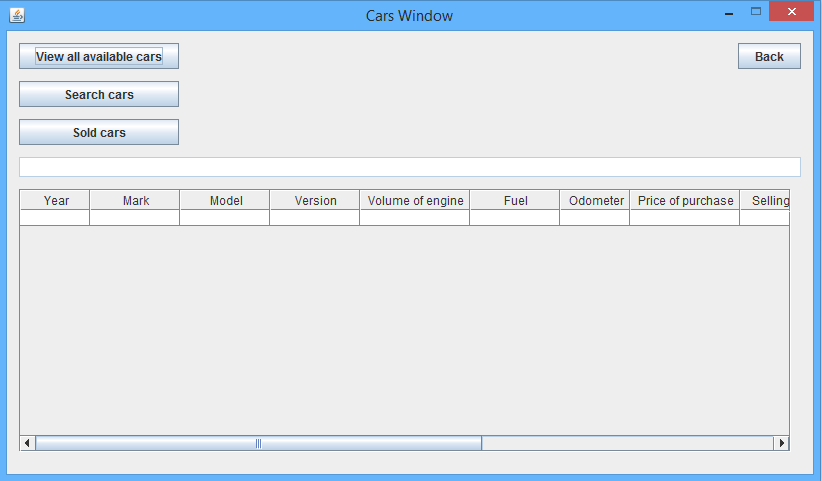 Cars Window
View all available cars
Back
Search cars
Sold cars
Year Mark Model Version Volume of engine Fuel Odometer Price of purchase Selling